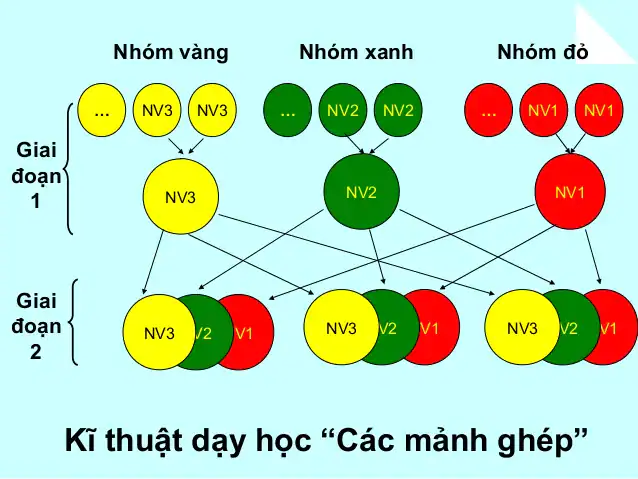 Nhóm vàng Nhóm xanh Nhóm đỏ
... NV3 NV3 ... NV2 NV2 ... NV1 NV1
Giai
đoạn
1
NV3 NV2 NV1
Giai
đoạn
2
NV3 V2 V1 NV3 V2 V1 NV3 V2 V1
Kĩ thuật dạy học “Các mảnh ghép”